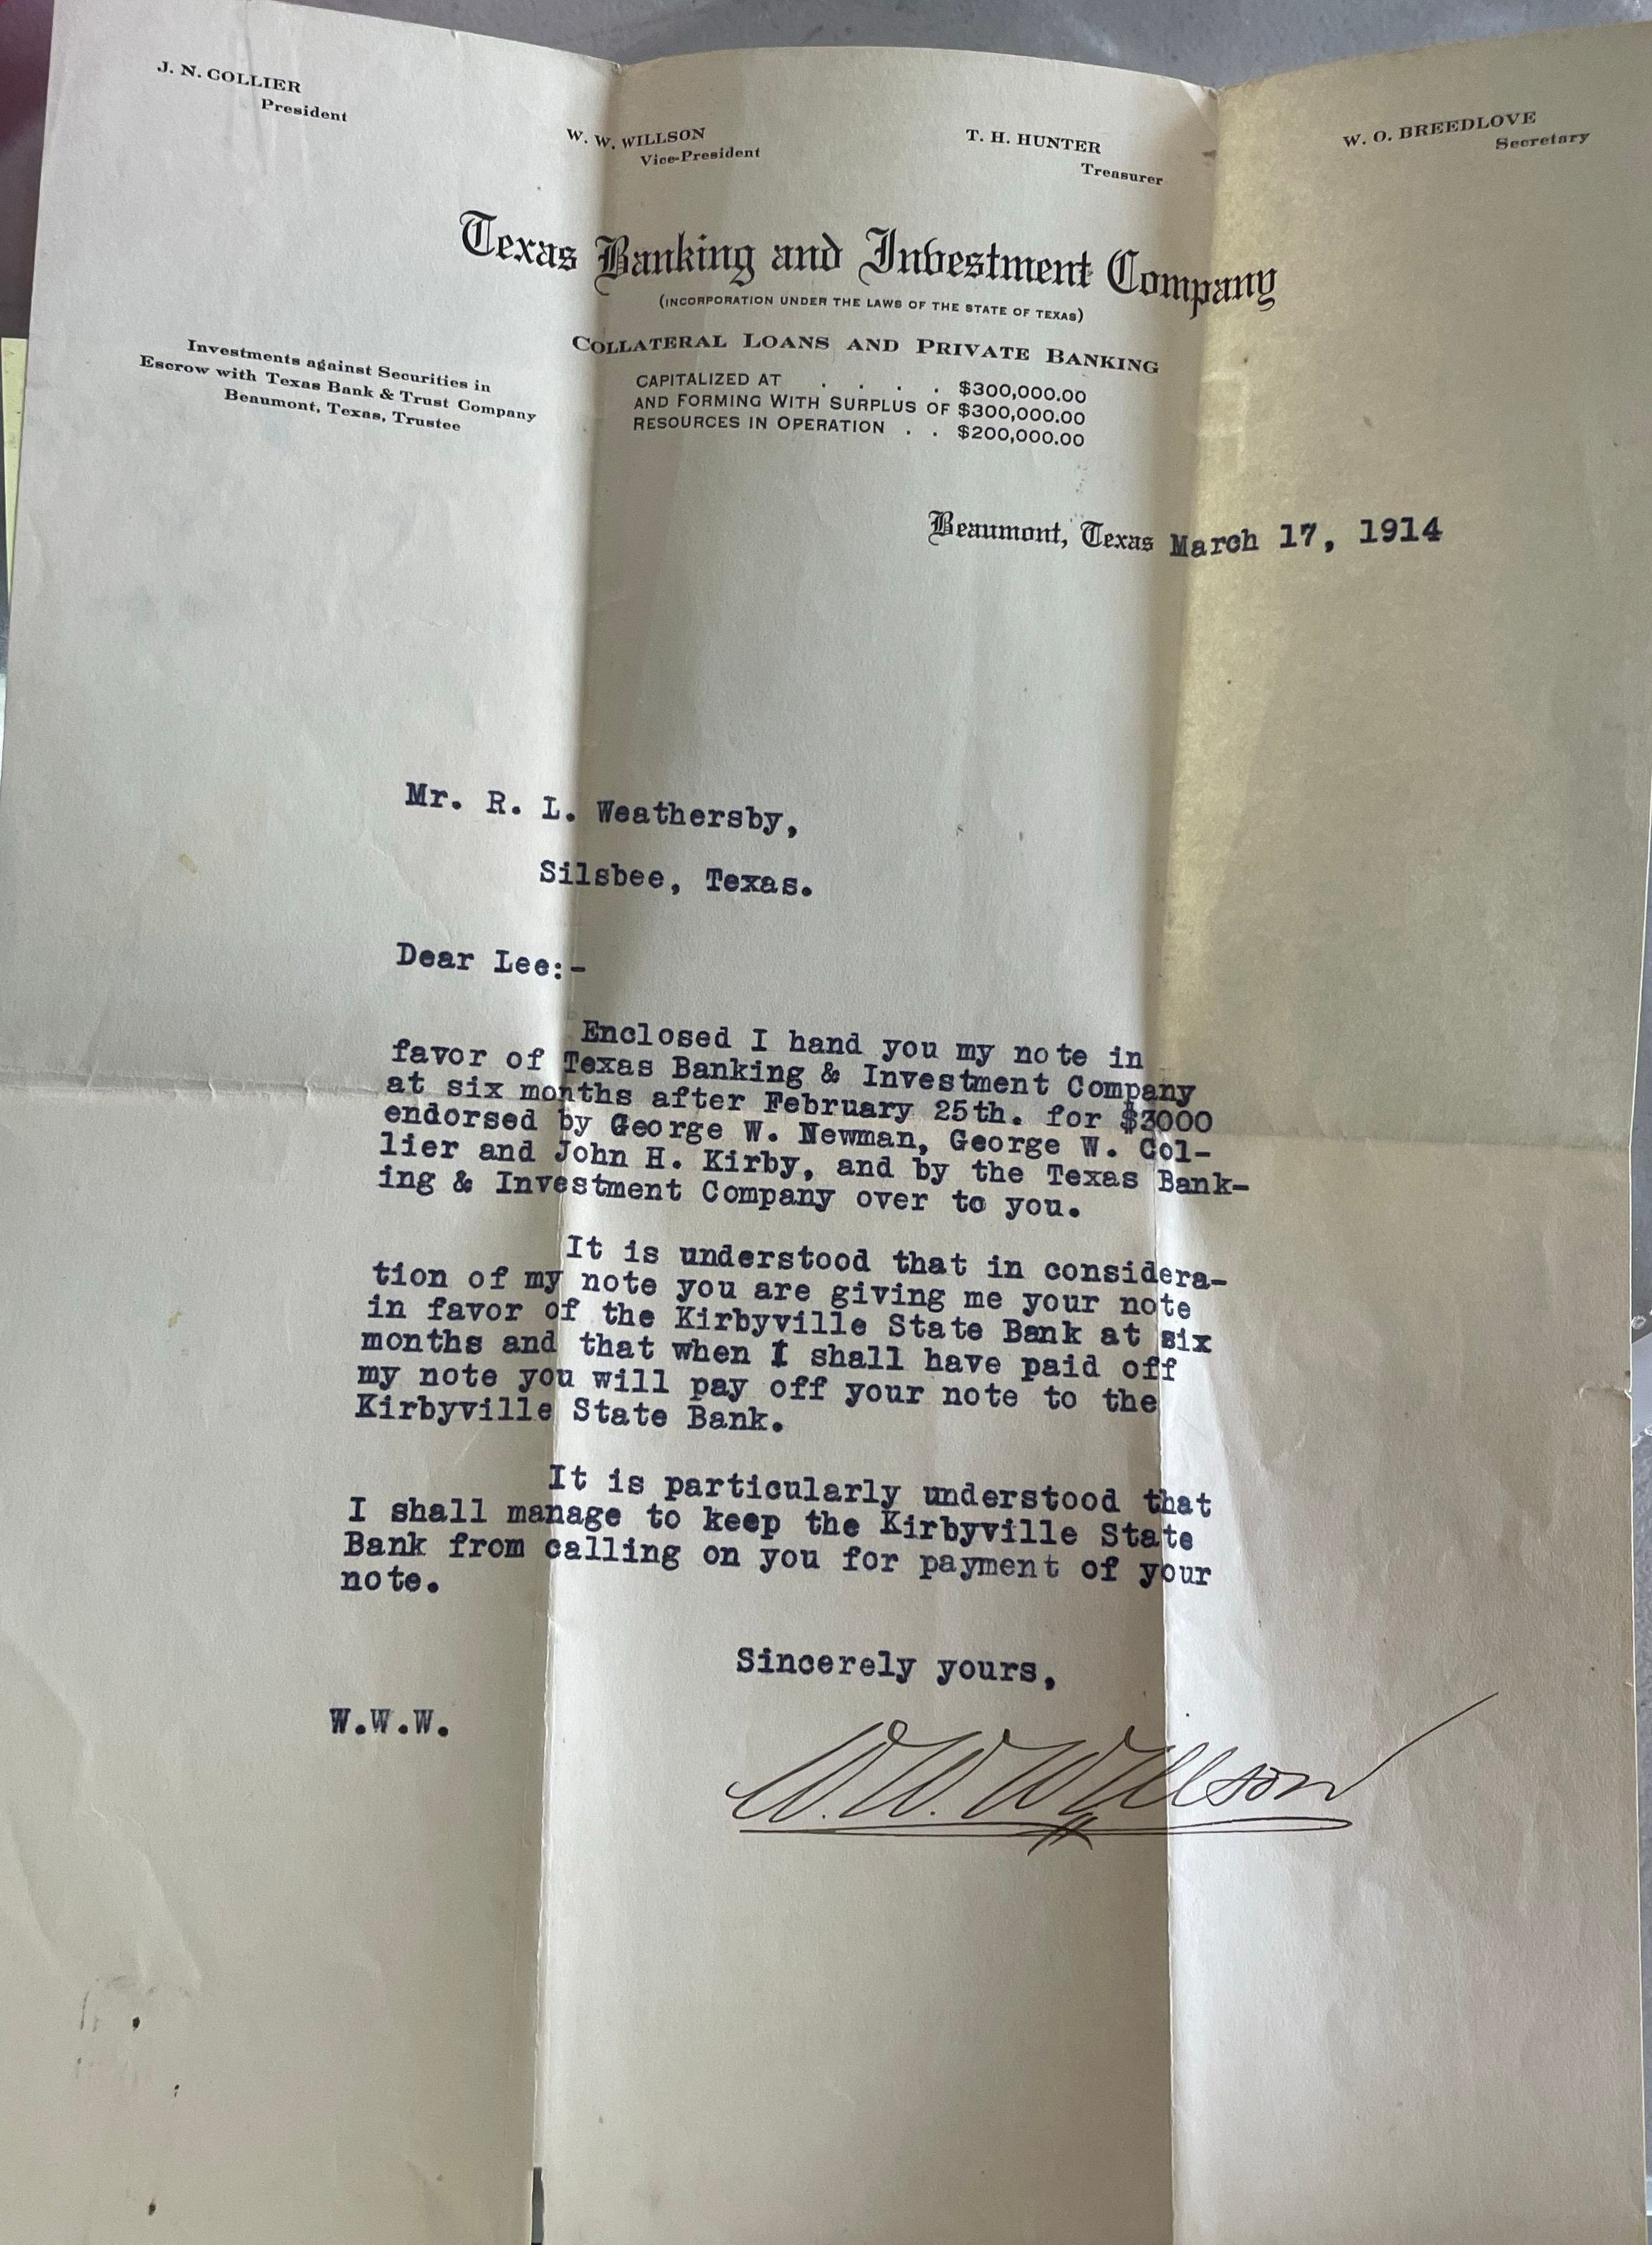 J. N. COLLIER
President
W. W. WILLSON
Vice-President
T. H. HUNTER
Treasurer
W. O. BREEDLOVE
Secretary
Texas Banking and Investment Company
(INCORPORATION UNDER THE LAWS OF THE STATE OF TEXAS)
COLLATERAL LOANS AND PRIVATE BANKING
Investments against Securities in
Escrow with Texas Bank & Trust Company
Beaumont, Texas, Trustee
CAPITALIZED AT . . . . $300,000.00
AND FORMING WITH SURPLUS OF $300,000.00
RESOURCES IN OPERATION . . $200,000.00
Beaumont, Texas March 17, 1914
Mr. R. L. Weathersby,
Silsbee, Texas.
Dear Lee:-
Enclosed I hand you my note in
favor of Texas Banking & Investment Company
at six months after February 25th. for $3000
endorsed by George W. Newman, George W. Col-
lier and John H. Kirby, and by the Texas Bank-
ing & Investment Company over to you.
It is understood that in considera-
tion of my note you are giving me your note
in favor of the Kirbyville State Bank at six
months and that when I shall have paid off
my note you will pay off your note to the
Kirbyville State Bank.
It is particularly understood that
I shall manage to keep the Kirbyville State
Bank from calling on you for payment of your
note.
Sincerely yours,
W.W.W.
W. W. Willson